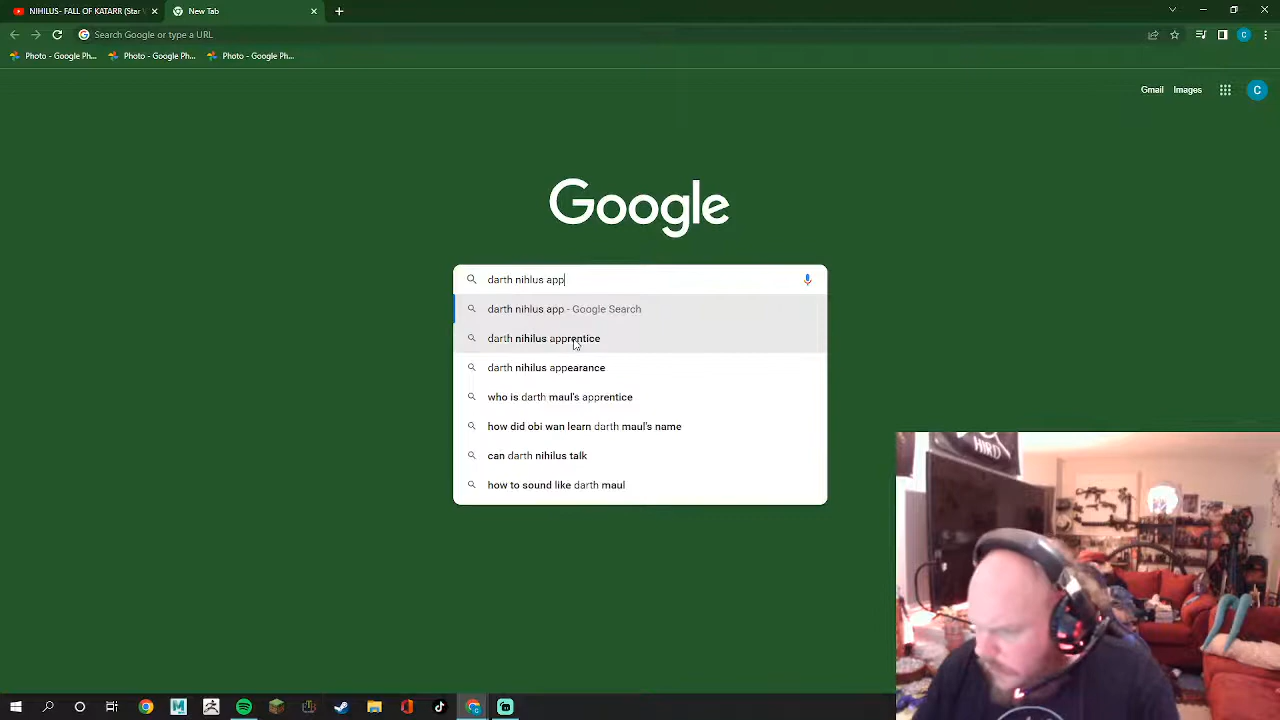 NIHILUS- FALL OF KATARR (Star
New Tab
Search Google or type a URL
Photo - Google Ph...
Photo - Google Ph...
Photo - Google Ph...
C
Gmail
Images
C
Google
darth nihlus app
darth nihlus app - Google Search
darth nihilus apprentice
darth nihilus appearance
who is darth maul's apprentice
how did obi wan learn darth maul's name
can darth nihilus talk
how to sound like darth maul
HIRD
M